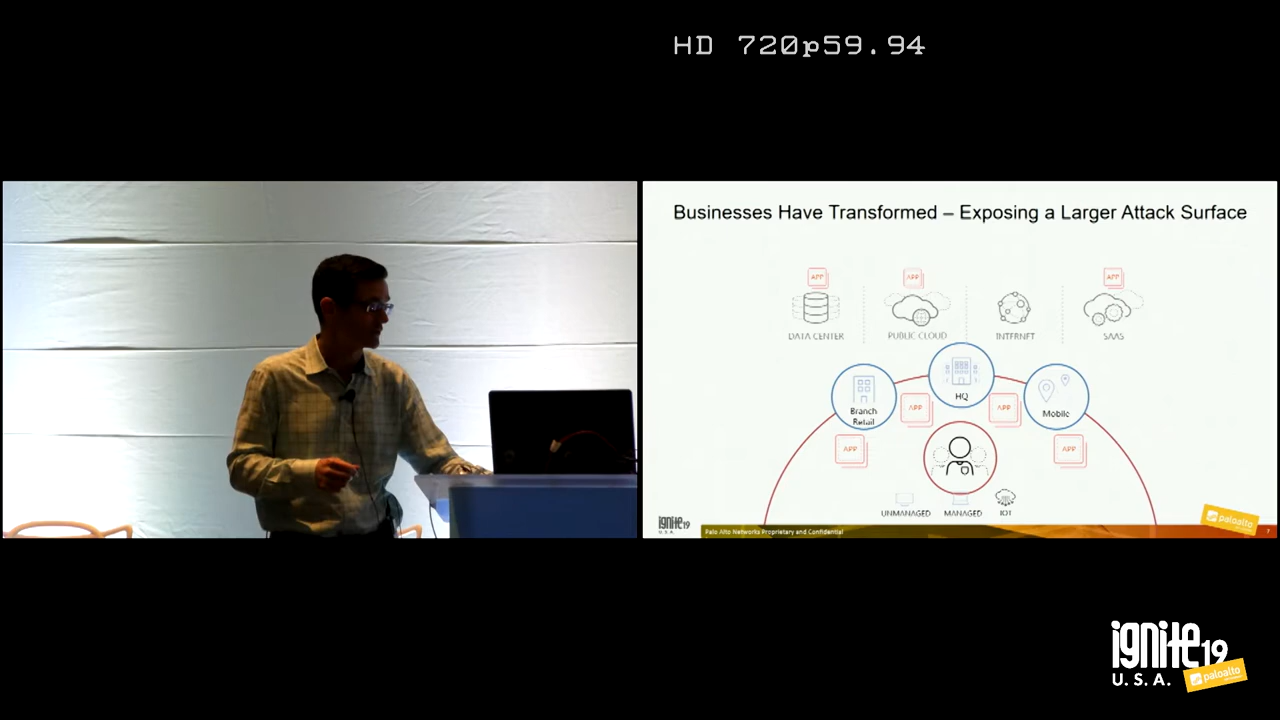 HD 720p59.94
Businesses Have Transformed – Exposing a Larger Attack Surface
APP
APP
APP
DATA CENTER
PUBLIC CLOUD
INTERNET
SAAS
Branch
Retail
HQ
Mobile
APP
APP
APP
APP
UNMANAGED
MANAGED
IOT
ignite19
U.S.A.
Palo Alto Networks Proprietary and Confidential
paloalto
7
ignite19
U.S.A.
paloalto